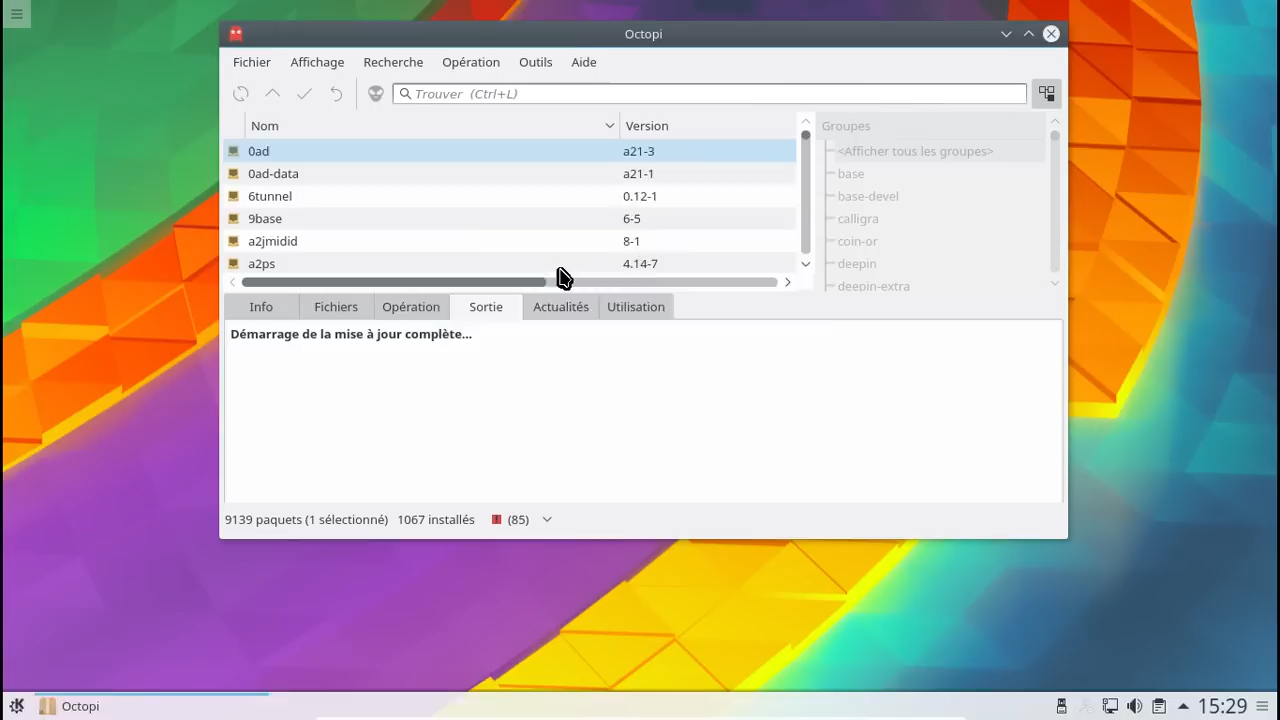 Octopi
Fichier Affichage Recherche Opération Outils Aide
Trouver (Ctrl+L)
Nom Version Groupes
0ad a21-3 <Afficher tous les groupes>
0ad-data a21-1 base
6tunnel 0.12-1 base-devel
9base 6-5 calligra
a2jmidid 8-1 coin-or
a2ps 4.14-7 deepin
deepin-extra
Info Fichiers Opération Sortie Actualités Utilisation
Démarrage de la mise à jour complète...
9139 paquets (1 sélectionné) 1067 installés (85)
Octopi 15:29